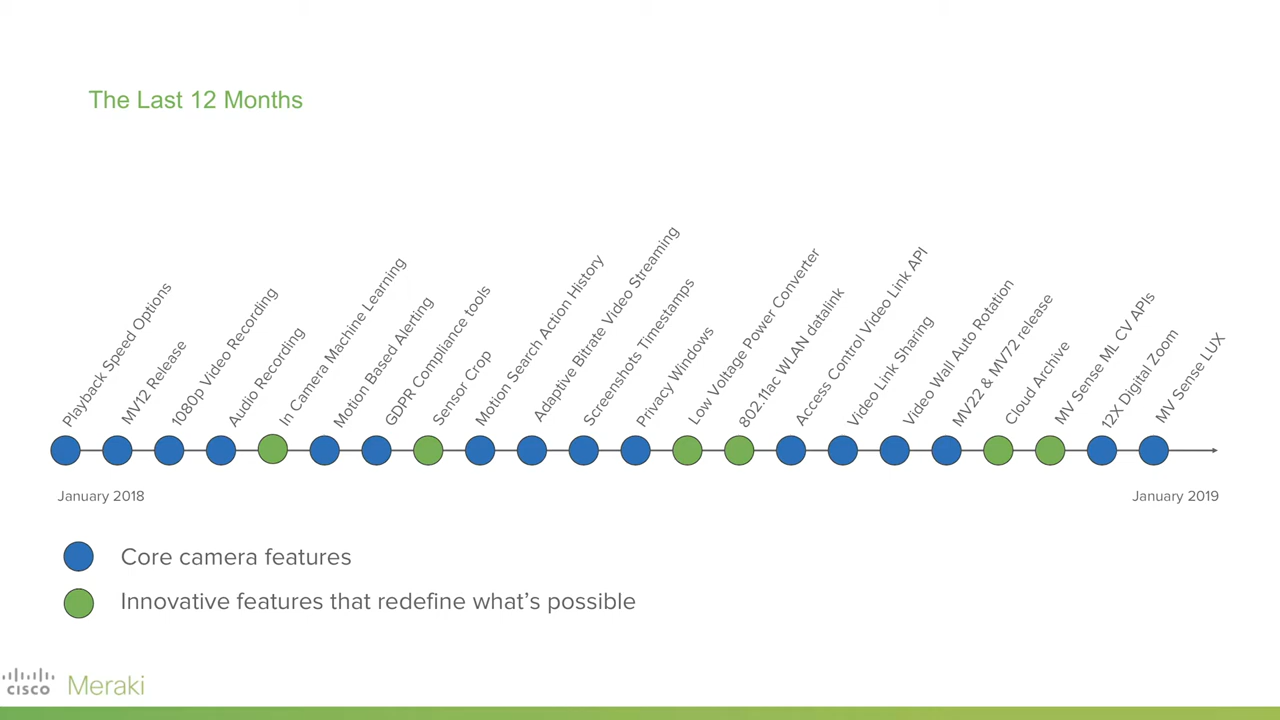 The Last 12 Months
Playback Speed Options
MV12 Release
1080p Video Recording
Audio Recording
In Camera Machine Learning
Motion Based Alerting
GDPR Compliance tools
Sensor Crop
Motion Search Action History
Adaptive Bitrate Video Streaming
Screenshots Timestamps
Privacy Windows
Low Voltage Power Converter
802.11ac WLAN datalink
Access Control Video Link API
Video Link Sharing
Video Wall Auto Rotation
MV22 & MV72 release
Cloud Archive
MV Sense ML CV APIs
12X Digital Zoom
MV Sense LUX
January 2018
January 2019
Core camera features
Innovative features that redefine what’s possible
CISCO Meraki